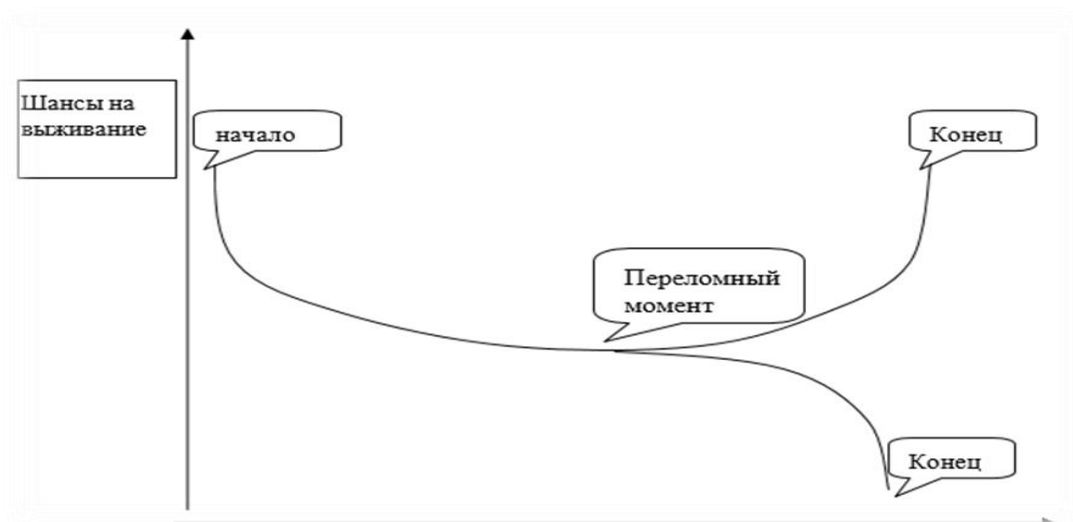 Шансы на
выживание
начало
Конец
Переломный
момент
Конец